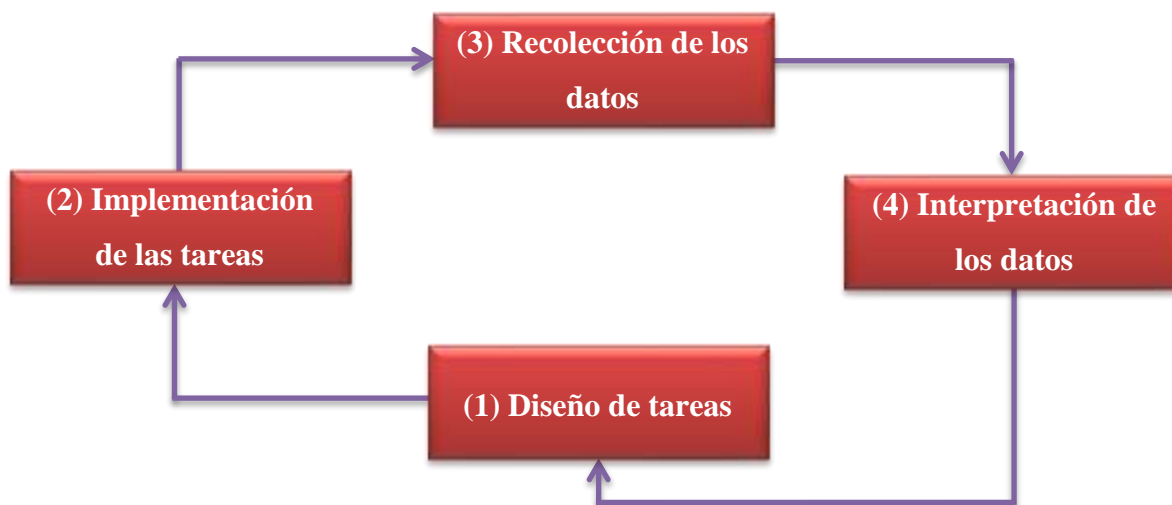 (3) Recolección de los
datos
(2) Implementación
de las tareas
(4) Interpretación de
los datos
(1) Diseño de tareas